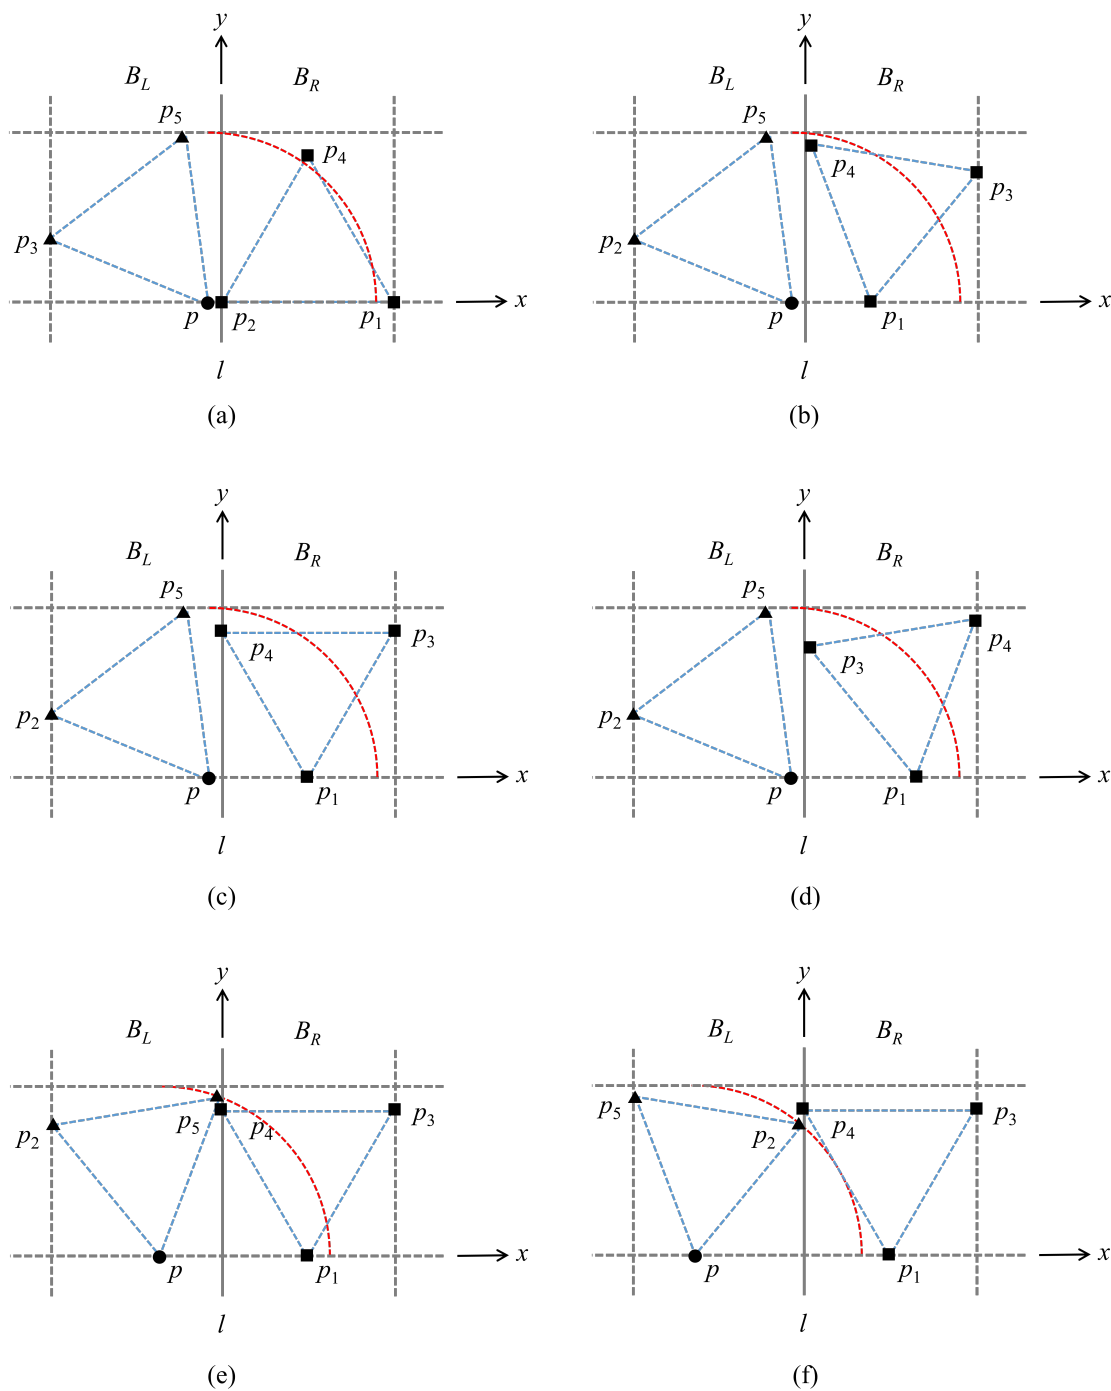 y y
B_L B_R B_L B_R
p_5 p_5
p_4 p_4
p_3 p_2 p_3
p p_2 p_1 x p p_1 x
l l
(a) (b)
y y
B_L B_R B_L B_R
p_5 p_5
p_4 p_3 p_3 p_4
p_2 p_2
p p_1 x p p_1 x
l l
(c) (d)
y y
B_L B_R B_L B_R
p_2 p_5 p_4 p_3 p_5 p_2 p_4 p_3
p p_1 x p p_1 x
l l
(e) (f)